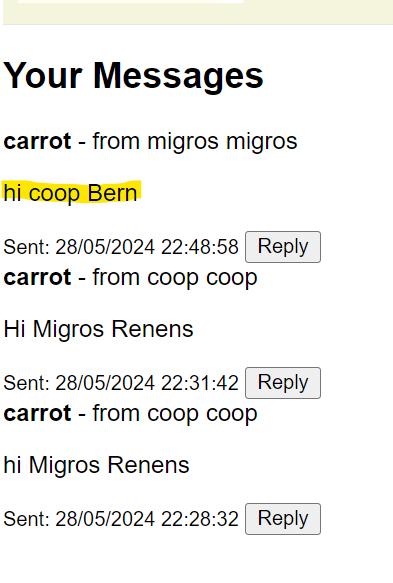 Your Messages
carrot - from migros migros
hi coop Bern
Sent: 28/05/2024 22:48:58 Reply
carrot - from coop coop
Hi Migros Renens
Sent: 28/05/2024 22:31:42 Reply
carrot - from coop coop
hi Migros Renens
Sent: 28/05/2024 22:28:32 Reply